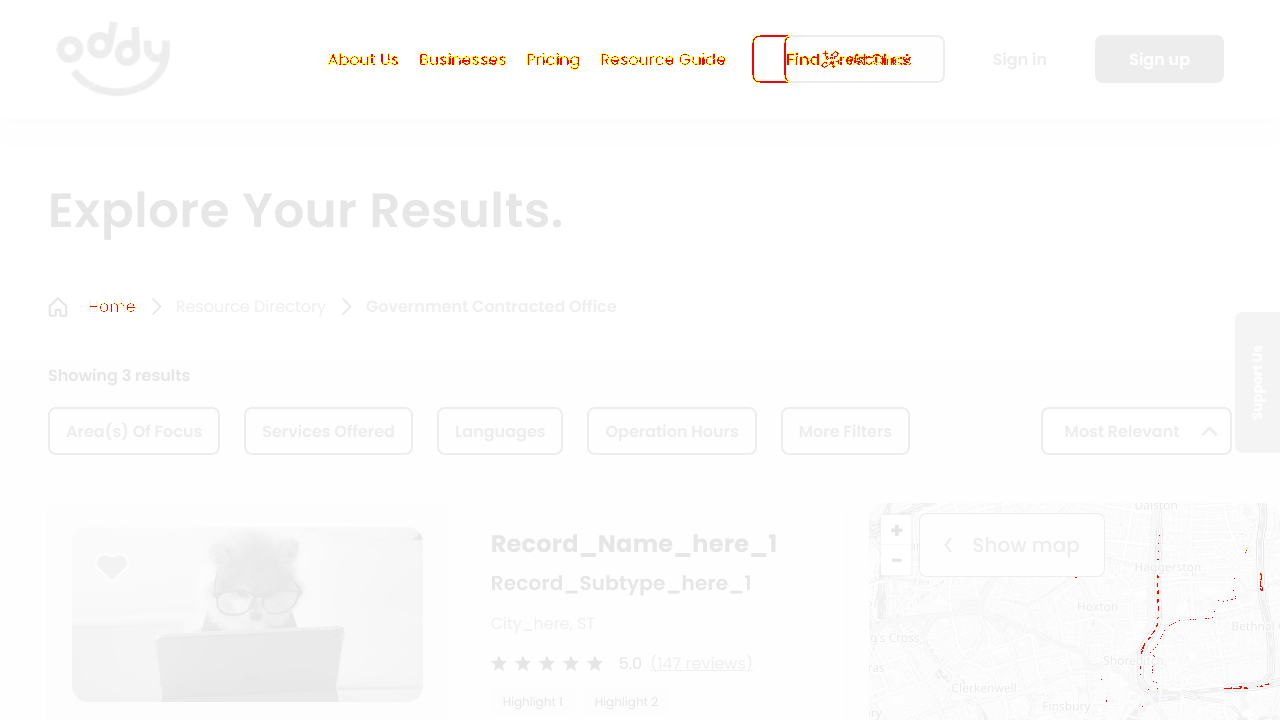 oddy
About Us Businesses Pricing Resource Guide Find Sign in Sign up
Explore Your Results.
Home Resource Directory Government Contracted Office
Support Us
Showing 3 results
Area(s) Of Focus Services Offered Languages Operation Hours More Filters Most Relevant
Dalston
+
Show map
Record_Name_here_1
-
Haggerston
Record_Subtype_here_1
Hoxton
City_here, ST
Bethnal
g's Cross
Shoreditch
5.0 (147 reviews)
ras
Clerkenwell
Highlight 1 Highlight 2
Finsbury
ry